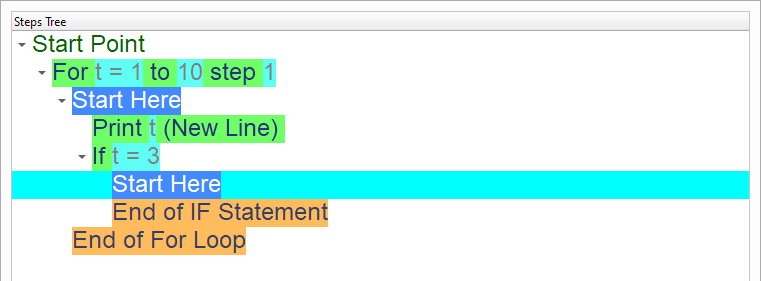 Steps Tree
Start Point
For t = 1 to 10 step 1
Start Here
Print t (New Line)
If t = 3
Start Here
End of IF Statement
End of For Loop